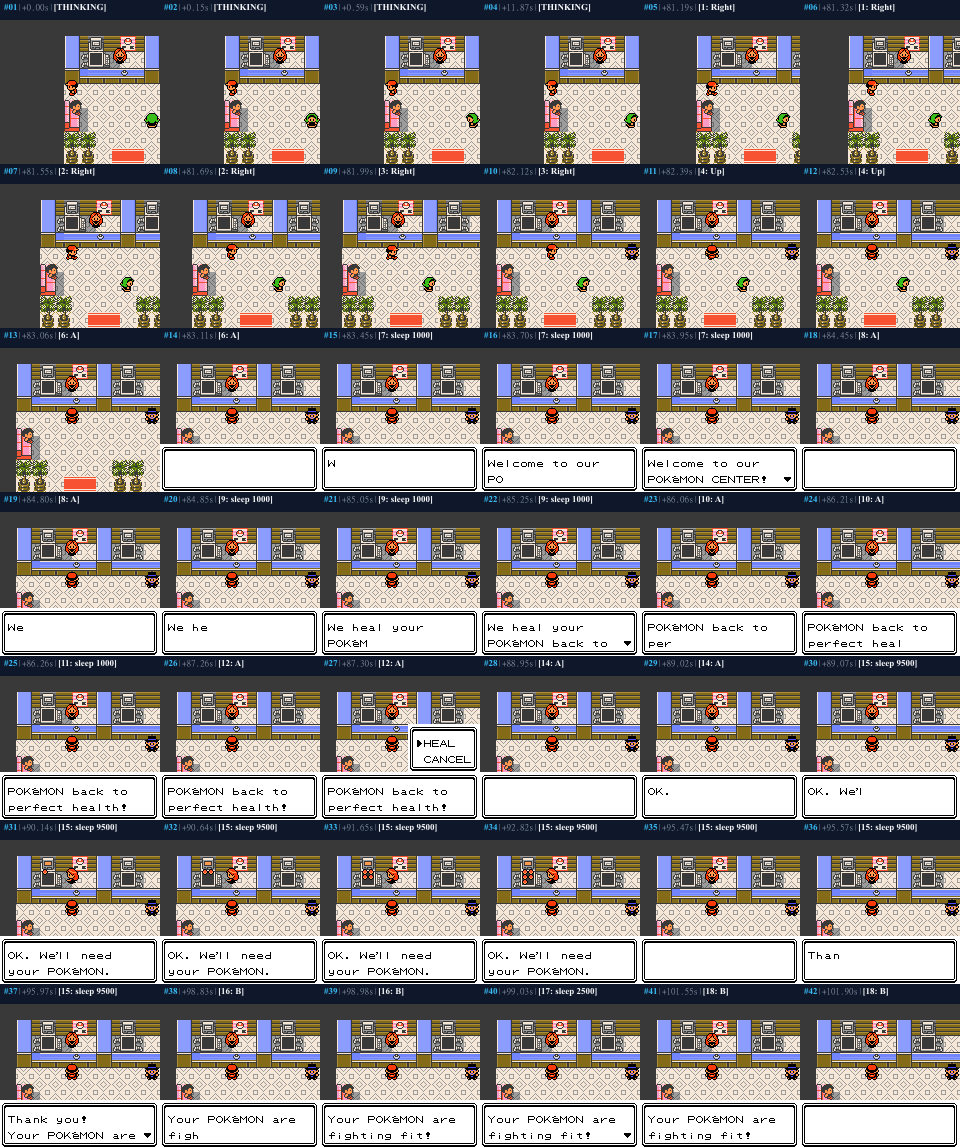 #01|+0.00s| [THINKING]
#02|+0.15s| [THINKING]
#03|+0.59s| [THINKING]
#04|+11.87s| [THINKING]
#05|+81.19s| [1: Right]
#06|+81.32s| [1: Right]
#07|+81.55s| [2: Right]
#08|+81.69s| [2: Right]
#09|+81.99s| [3: Right]
#10|+82.12s| [3: Right]
#11|+82.39s| [4: Up]
#12|+82.53s| [4: Up]
#13|+83.06s| [6: A]
#14|+83.11s| [6: A]
#15|+83.45s| [7: sleep 1000]
W
#16|+83.70s| [7: sleep 1000]
Welcome to our
PO
#17|+83.95s| [7: sleep 1000]
Welcome to our
POKéMON CENTER!
#18|+84.45s| [8: A]
#19|+84.80s| [8: A]
We
#20|+84.85s| [9: sleep 1000]
We he
#21|+85.05s| [9: sleep 1000]
We heal your
POKéM
#22|+85.25s| [9: sleep 1000]
We heal your
POKéMON back to
#23|+86.06s| [10: A]
POKéMON back to
per
#24|+86.21s| [10: A]
POKéMON back to
perfect heal
#25|+86.26s| [11: sleep 1000]
POKéMON back to
perfect health!
#26|+87.26s| [12: A]
POKéMON back to
perfect health!
#27|+87.30s| [12: A]
HEAL
CANCEL
POKéMON back to
perfect health!
#28|+88.95s| [14: A]
#29|+89.02s| [14: A]
OK.
#30|+89.07s| [15: sleep 9500]
OK. We'l
#31|+90.14s| [15: sleep 9500]
OK. We'll need
your POKéMON.
#32|+90.64s| [15: sleep 9500]
OK. We'll need
your POKéMON.
#33|+91.65s| [15: sleep 9500]
OK. We'll need
your POKéMON.
#34|+92.82s| [15: sleep 9500]
OK. We'll need
your POKéMON.
#35|+95.47s| [15: sleep 9500]
#36|+95.57s| [15: sleep 9500]
Than
#37|+95.97s| [15: sleep 9500]
Thank you!
Your POKéMON are
#38|+98.83s| [16: B]
Your POKéMON are
figh
#39|+98.98s| [16: B]
Your POKéMON are
fighting fit!
#40|+99.03s| [17: sleep 2500]
Your POKéMON are
fighting fit!
#41|+101.55s| [18: B]
Your POKéMON are
fighting fit!
#42|+101.90s| [18: B]